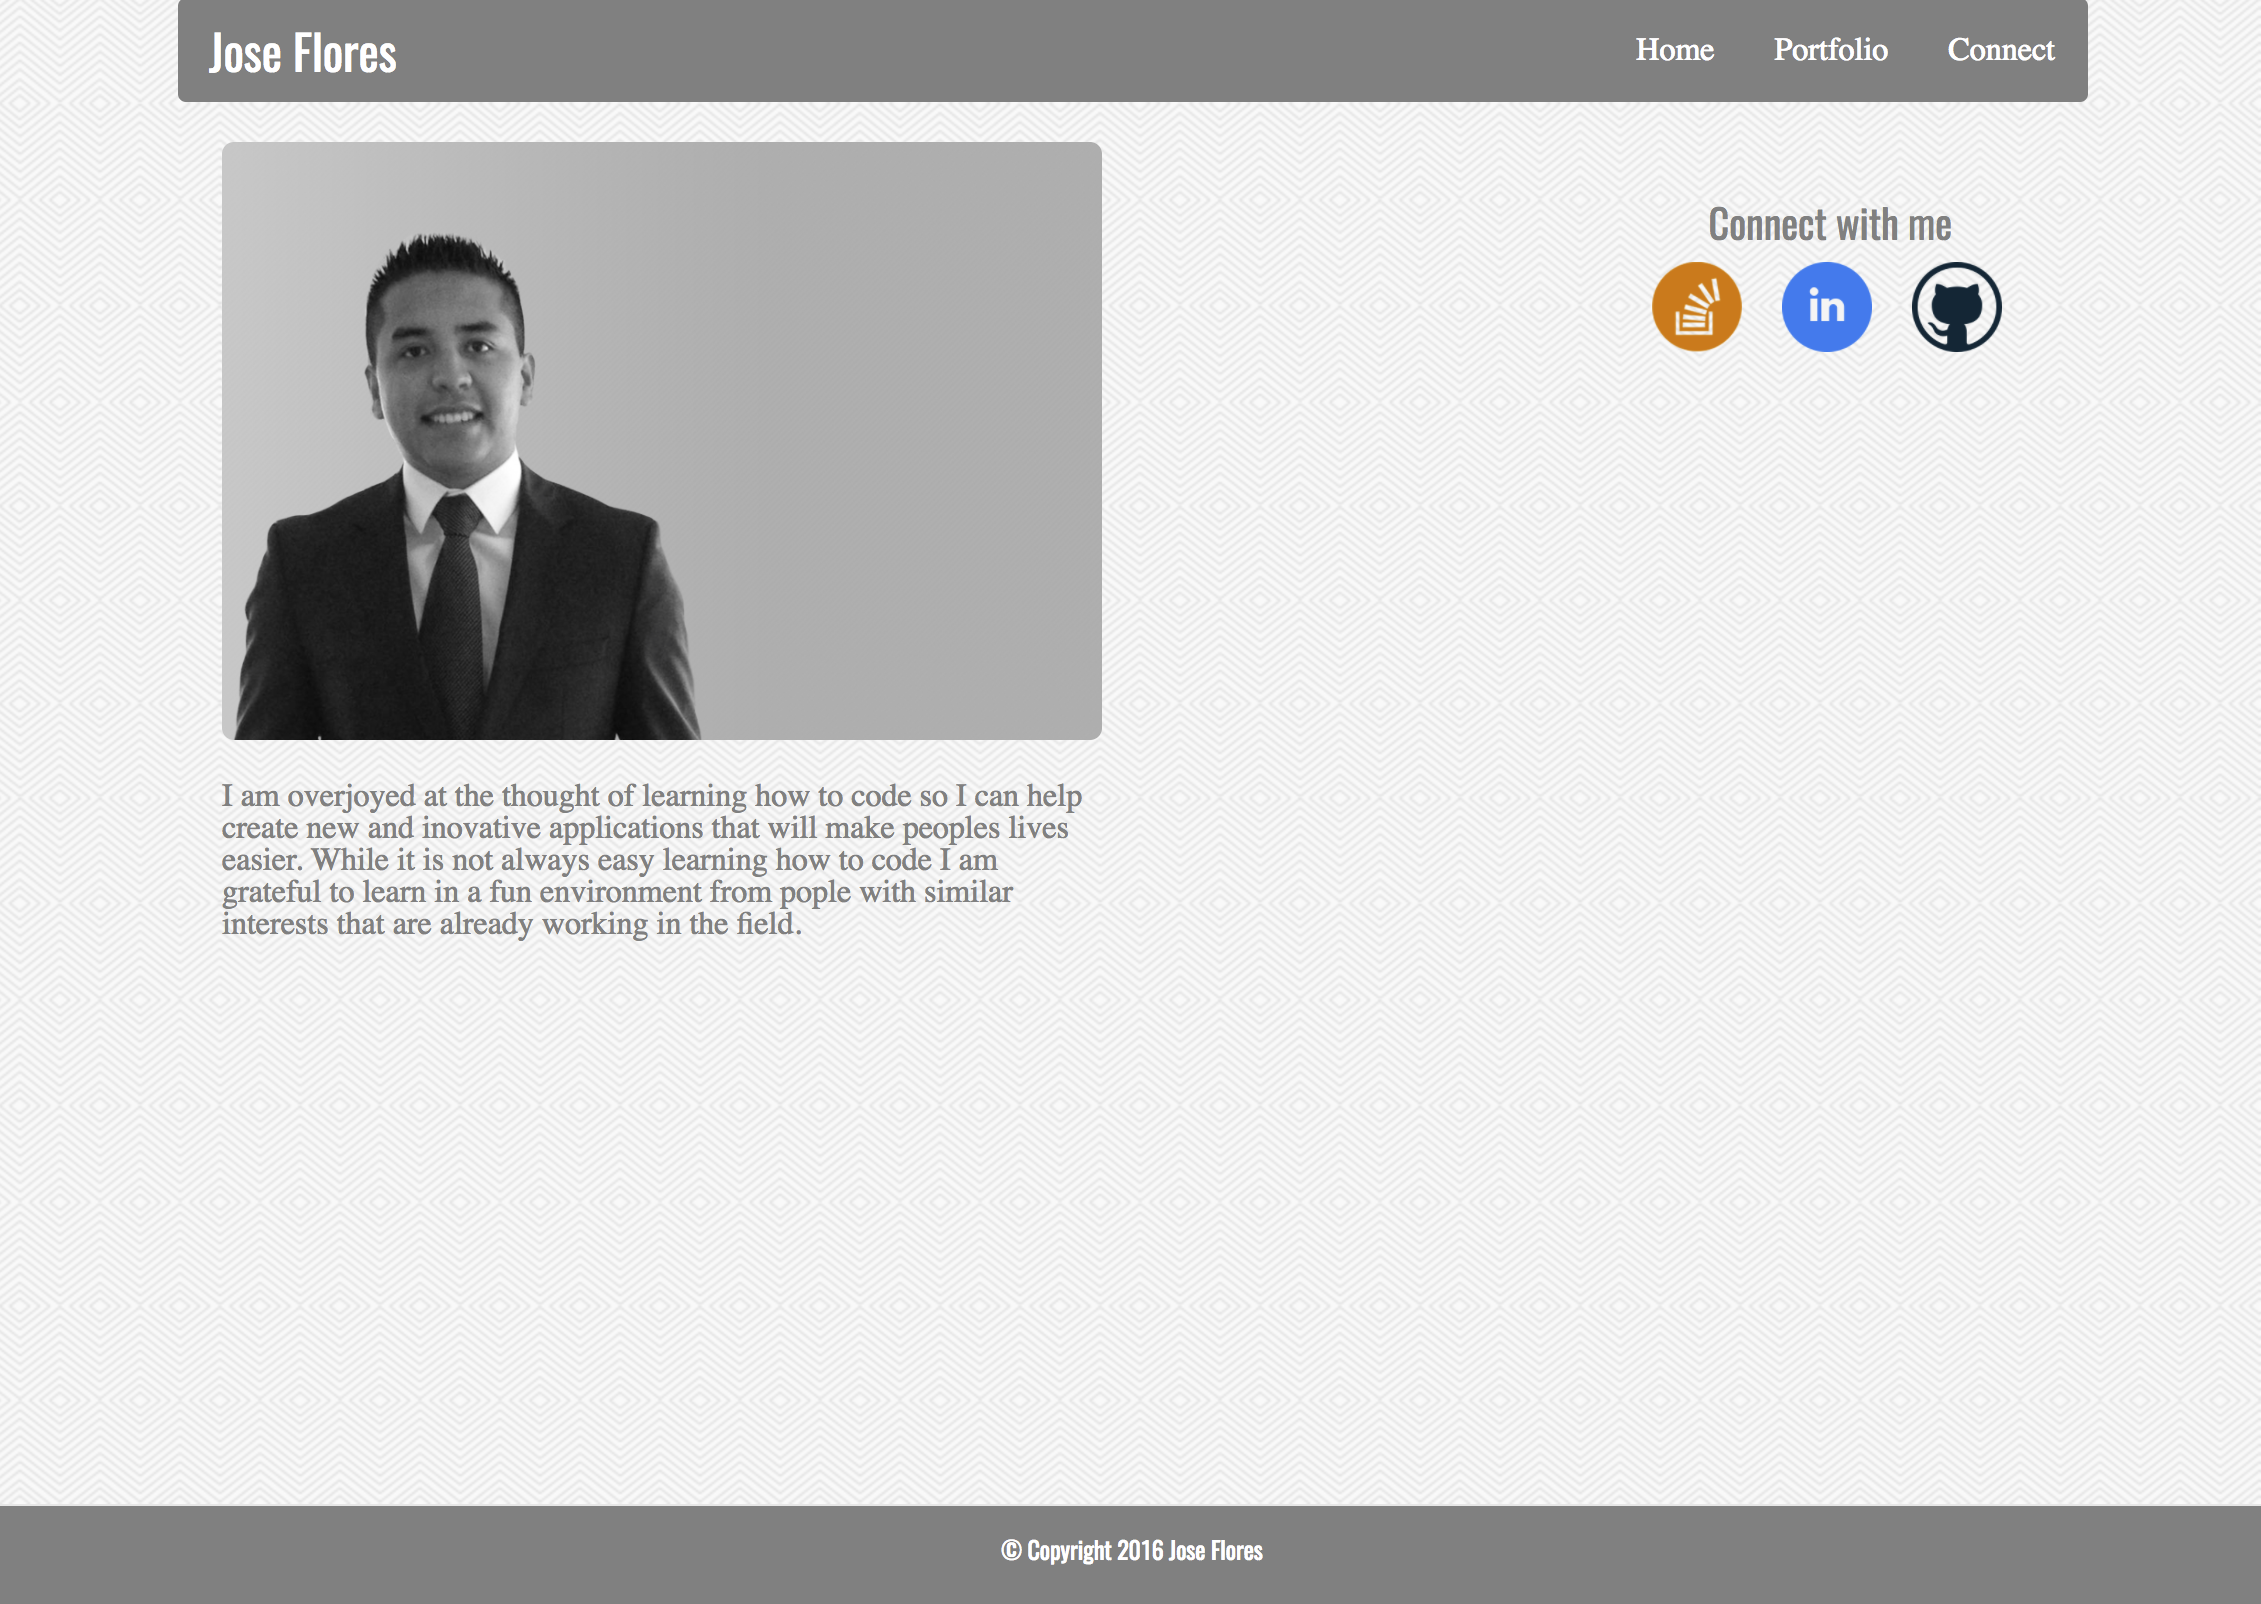 Jose Flores
Home Portfolio Connect
Connect with me
in
I am overjoyed at the thought of learning how to code so I can help
create new and inovative applications that will make peoples lives
easier. While it is not always easy learning how to code I am
grateful to learn in a fun environment from pople with similar
interests that are already working in the field.
© Copyright 2016 Jose Flores